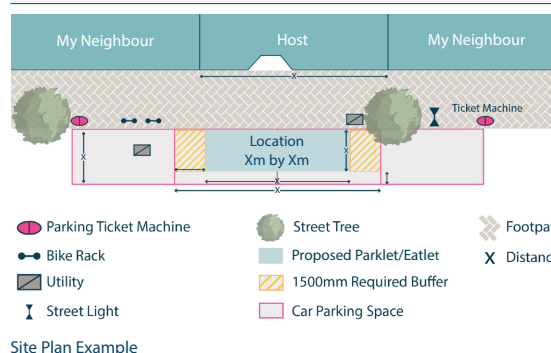 My Neighbour
Host
My Neighbour
X
Ticket Machine
Location
Xm by Xm
X
X
X
X
Parking Ticket Machine
Street Tree
Footpa
Bike Rack
Proposed Parklet/Eatlet
X Distanc
Utility
1500mm Required Buffer
Street Light
Car Parking Space
Site Plan Example